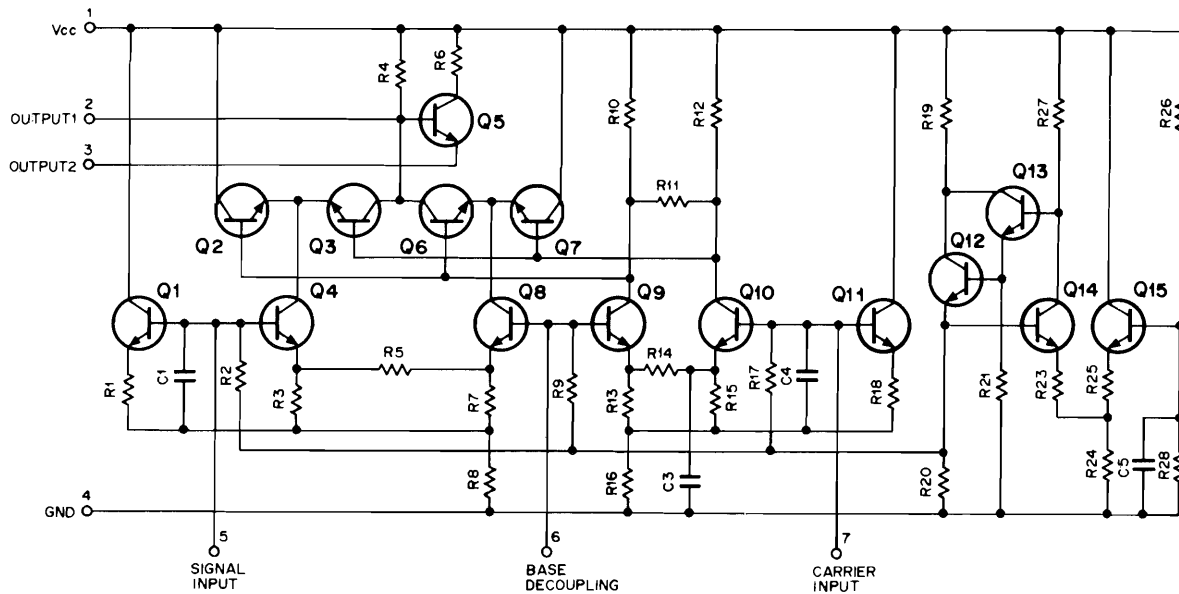 1
Vcc
R4
R6
R10
R12
R19
R27
R26
2
OUTPUT1
Q5
3
OUTPUT2
Q13
R11
Q2
Q3
Q6
Q7
Q12
Q1
Q4
Q8
Q9
Q10
Q11
Q14
Q15
R1
C1
R2
R3
R5
R7
R9
R14
R13
R15
R17
C4
R18
R21
R23
R25
R8
R16
C3
R20
R24
C5
R28
4
GND
5
SIGNAL
INPUT
6
BASE
DECOUPLING
7
CARRIER
INPUT